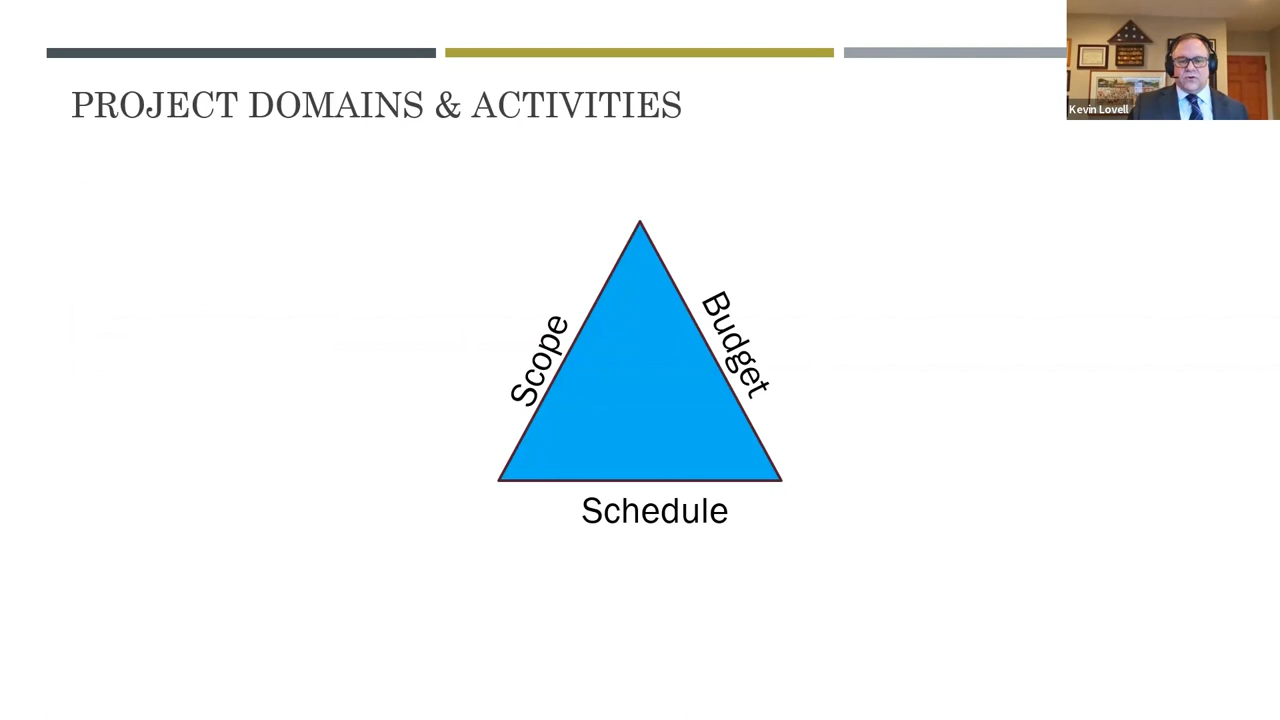 PROJECT DOMAINS & ACTIVITIES
Kevin Lovell
Scope
Budget
Schedule